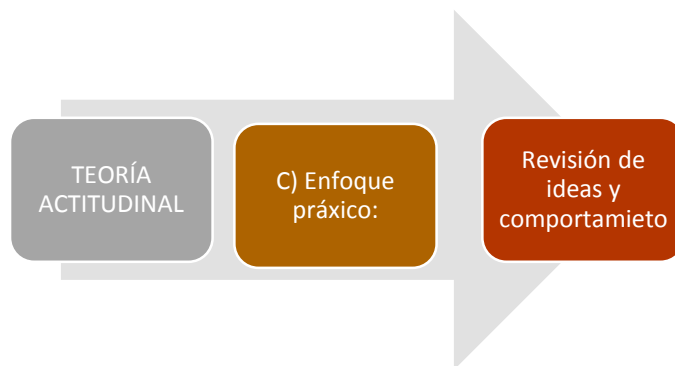 TEORÍA
ACTITUDINAL
C) Enfoque
práxico:
Revisión de
ideas y
comportamieto